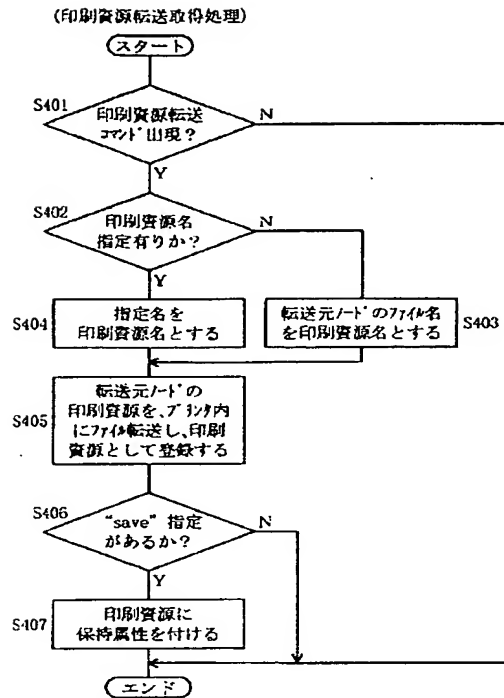 (印刷資源転送取得処理)
スタート
S401
印刷資源転送
コマンド出現？
N
Y
S402
印刷資源名
指定有りか？
N
Y
S404
指定名を
印刷資源名とする
転送元ノードのファイル名
を印刷資源名とする
S403
S405
転送元ノードの
印刷資源を、プリンタ内
にファイル転送し、印刷
資源として登録する
S406
“save”指定
があるか？
N
Y
S407
印刷資源に
保持属性を付ける
エンド